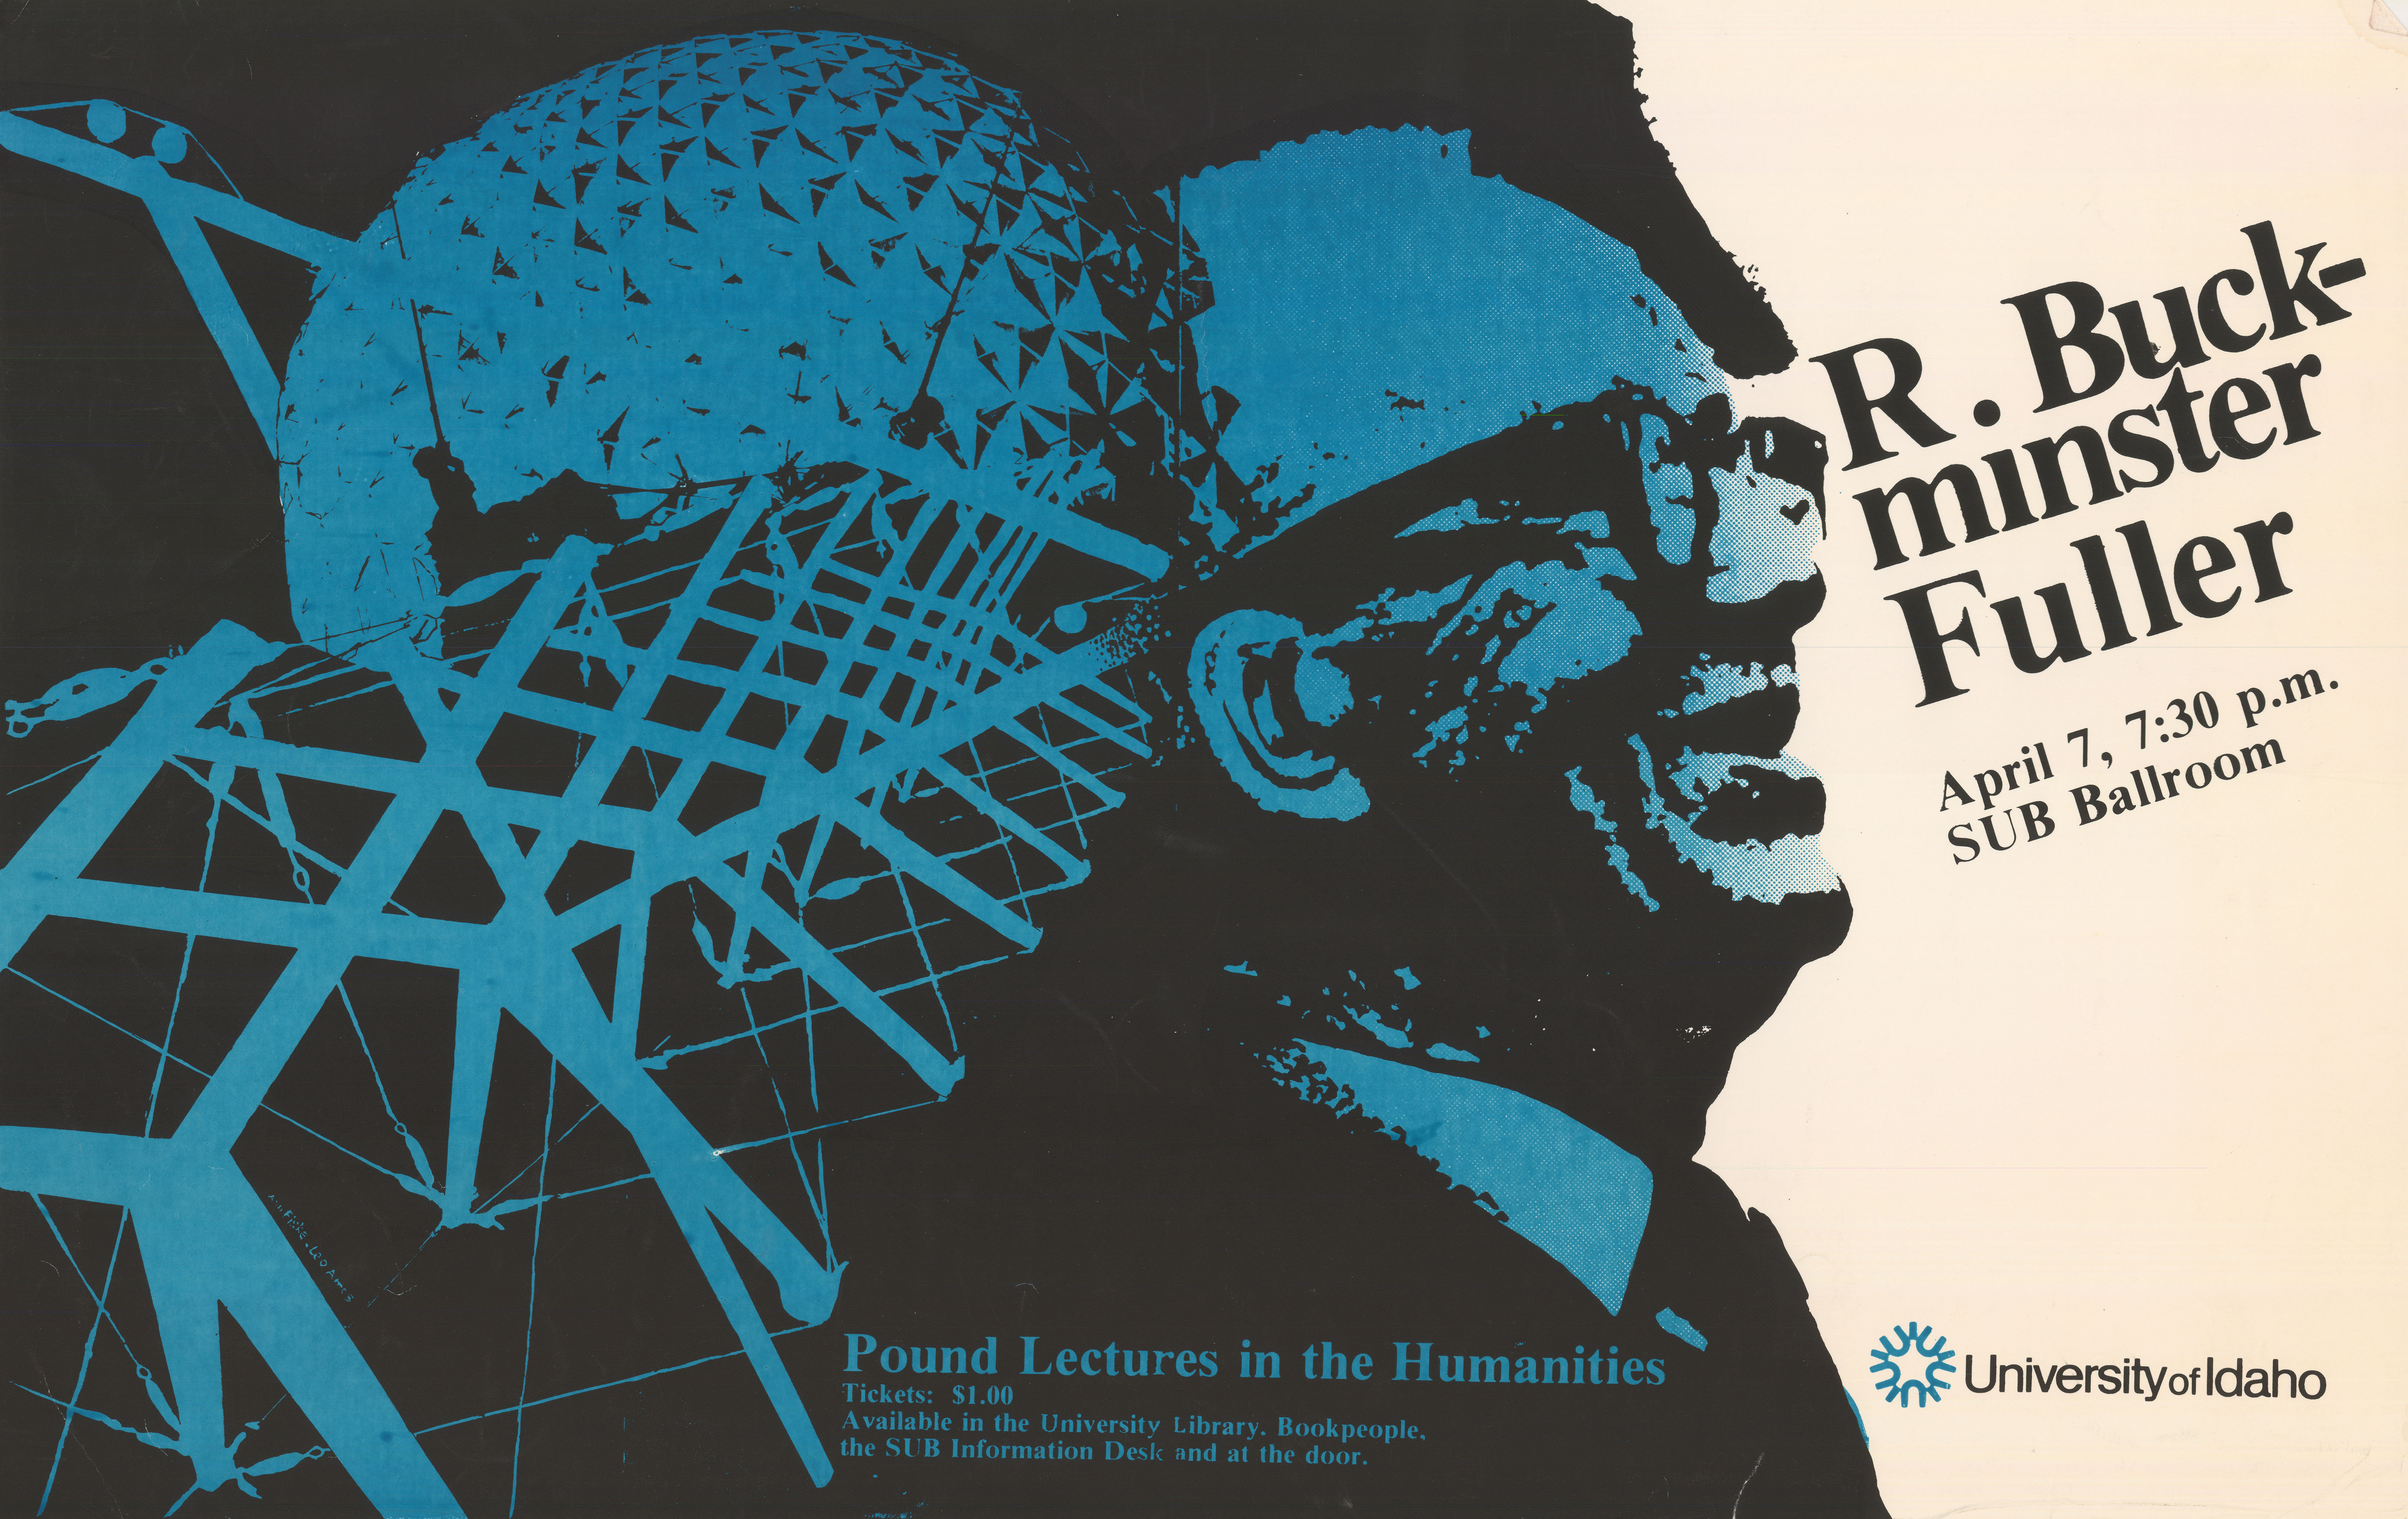 R. Buck-
minster
Fuller
April 7, 7:30 p.m.
SUB Ballroom
Pound Lectures in the Humanities
Tickets: $1.00
Available in the University Library. Bookpeople,
the SUB Information Desk and at the door.
University of Idaho